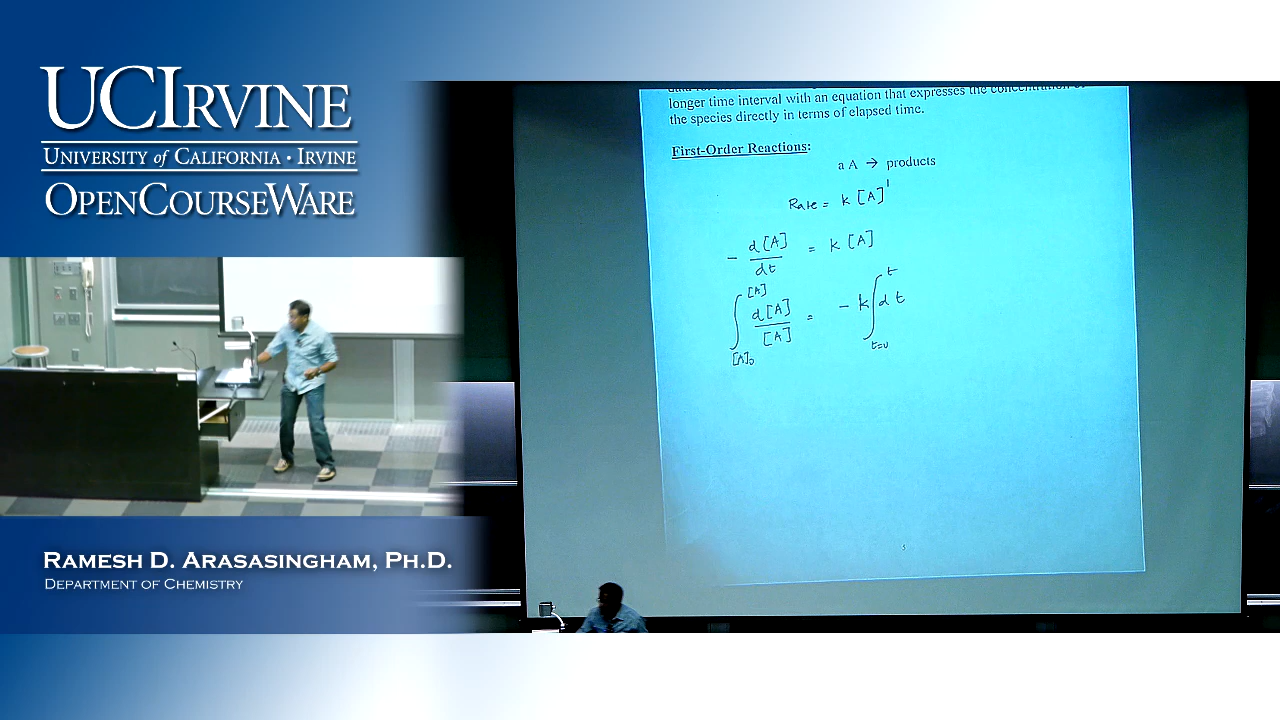 UCIRVINE
UNIVERSITY of CALIFORNIA · IRVINE
OPENCOURSEWARE
RAMESH D. ARASASINGHAM, PH.D.
DEPARTMENT OF CHEMISTRY
longer time interval with an equation that expresses the concentration of
the species directly in terms of elapsed time.
First-Order Reactions:
a A → products
Rate = k [A]¹
- d[A]/dt = k [A]
∫_[A]₀^[A] d[A]/[A] = - k ∫_t=0^t dt
5